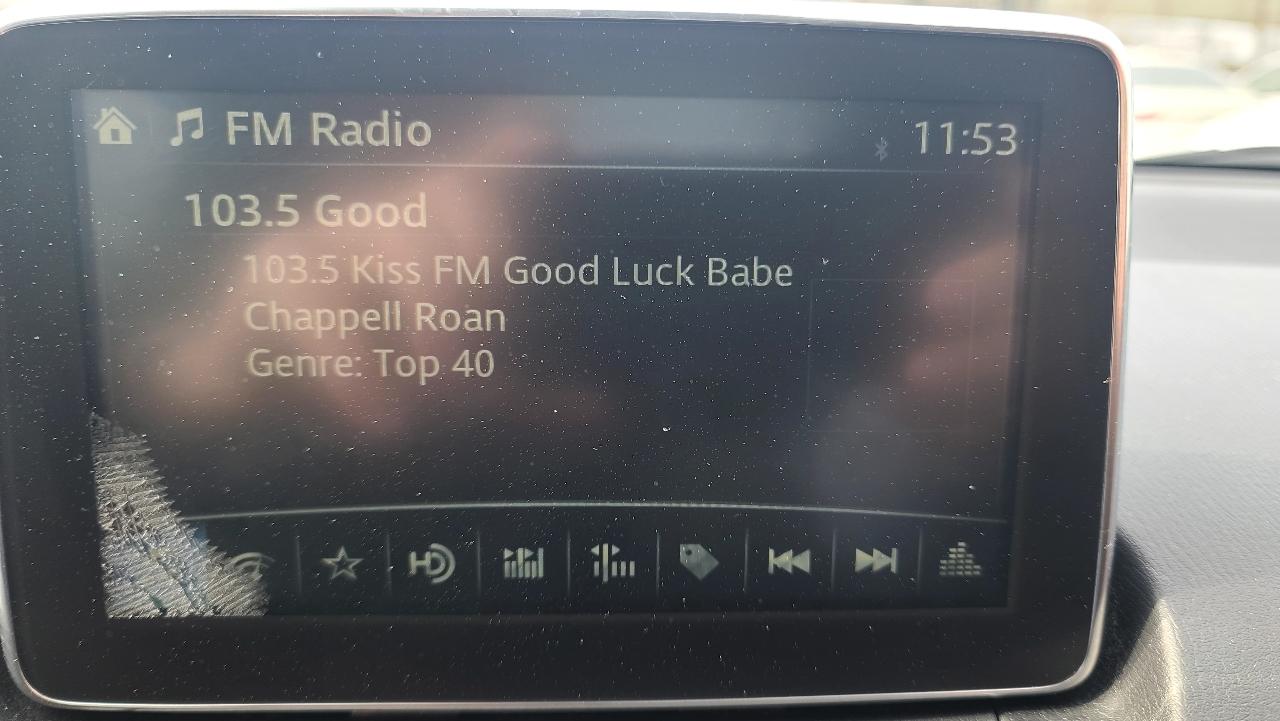 FM Radio
11:53
103.5 Good
103.5 Kiss FM Good Luck Babe
Chappell Roan
Genre: Top 40
HD